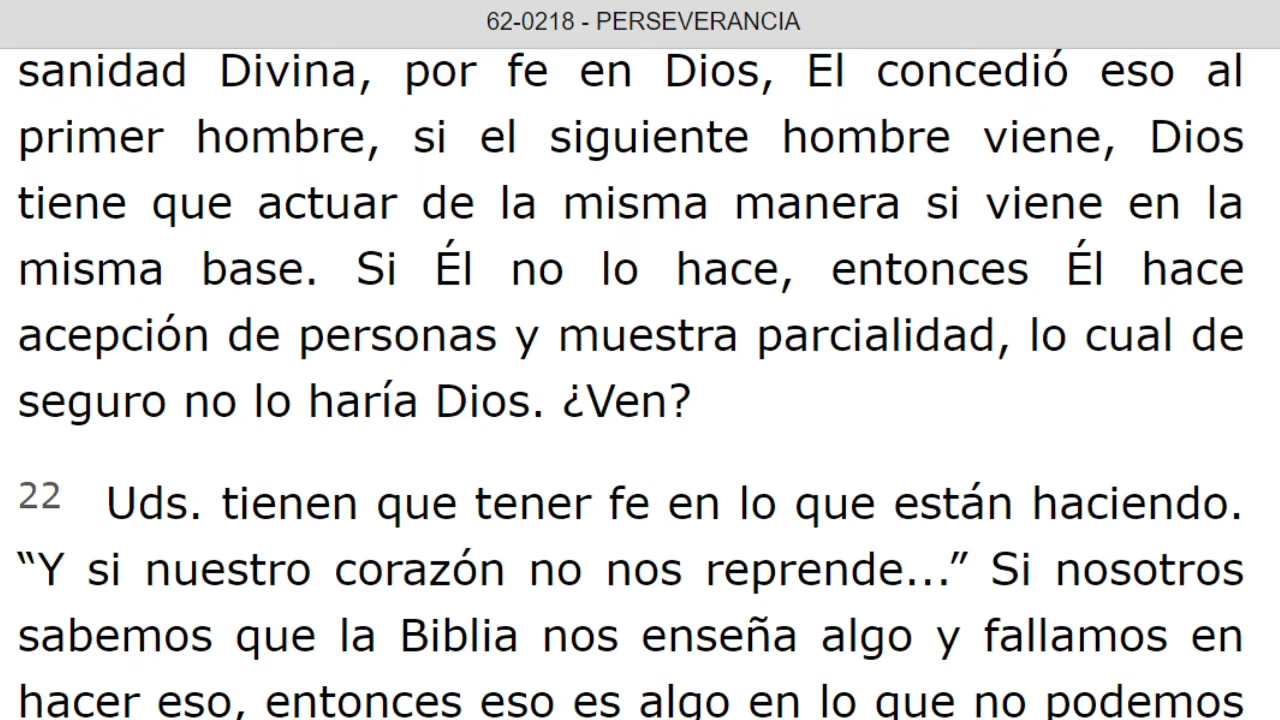 62-0218 - PERSEVERANCIA
sanidad Divina, por fe en Dios, El concedió eso al
primer hombre, si el siguiente hombre viene, Dios
tiene que actuar de la misma manera si viene en la
misma base. Si Él no lo hace, entonces Él hace
acepción de personas y muestra parcialidad, lo cual de
seguro no lo haría Dios. ¿Ven?
22 Uds. tienen que tener fe en lo que están haciendo.
“Y si nuestro corazón no nos reprende...” Si nosotros
sabemos que la Biblia nos enseña algo y fallamos en
hacer eso, entonces eso es algo en lo que no podemos